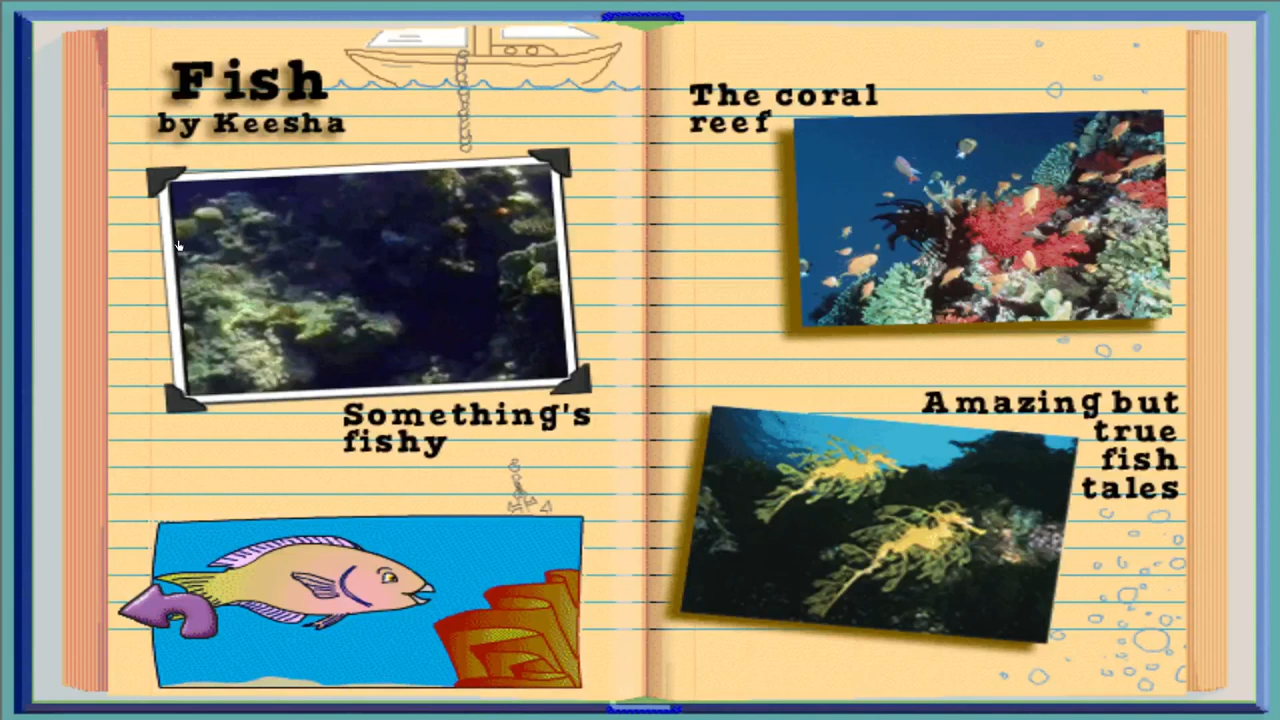 Fish
by Keesha
Something's
fishy
The coral
reef
Amazing but
true
fish
tales